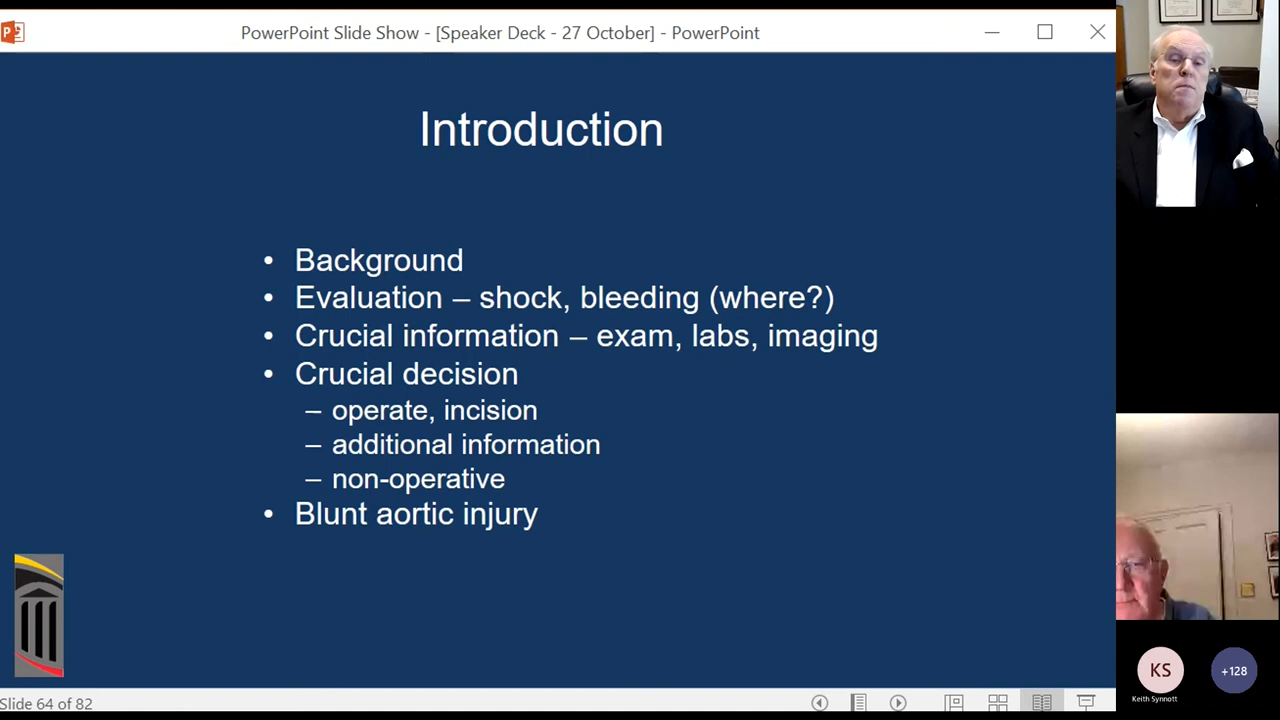 PowerPoint Slide Show - [Speaker Deck - 27 October] - PowerPoint
Introduction
• Background
• Evaluation – shock, bleeding (where?)
• Crucial information – exam, labs, imaging
• Crucial decision
– operate, incision
– additional information
– non-operative
• Blunt aortic injury
Slide 64 of 82
KS
+128
Keith Synnott